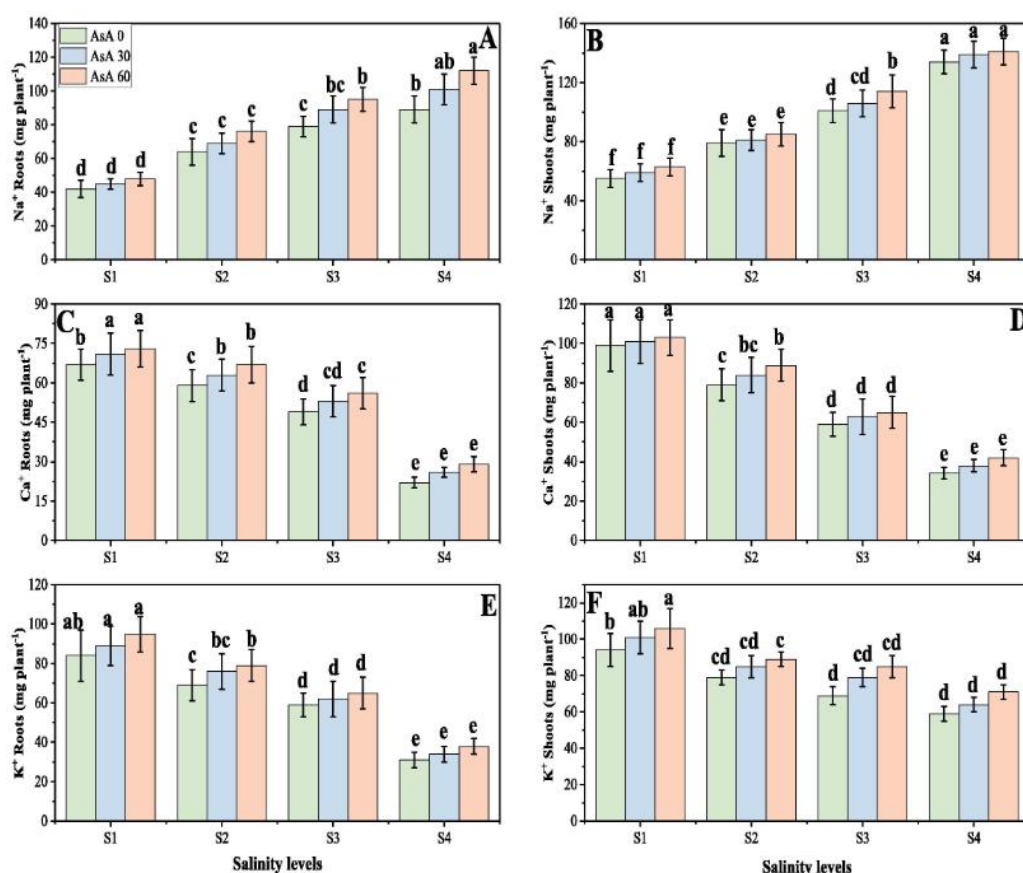 A
AsA 0
AsA 30
AsA 60
Na⁺ Roots (mg plant⁻¹)
140
120
100
80
60
40
20
0
d d d
c c c
c bc b
b ab a
S1 S2 S3 S4
B
Na⁺ Shoots (mg plant⁻¹)
160
120
80
40
0
f f f
e e e
d cd b
a a a
S1 S2 S3 S4
C
Ca⁺ Roots (mg plant⁻¹)
90
75
60
45
30
15
0
b a a
c b b
d cd c
e e e
S1 S2 S3 S4
D
Ca⁺ Shoots (mg plant⁻¹)
120
100
80
60
40
20
0
a a a
c bc b
d d d
e e e
S1 S2 S3 S4
E
K⁺ Roots (mg plant⁻¹)
120
100
80
60
40
20
0
ab a a
c bc b
d d d
e e e
S1 S2 S3 S4
Salinity levels
F
K⁺ Shoots (mg plant⁻¹)
120
100
80
60
40
20
0
b ab a
cd cd c
d cd cd
d d d
S1 S2 S3 S4
Salinity levels